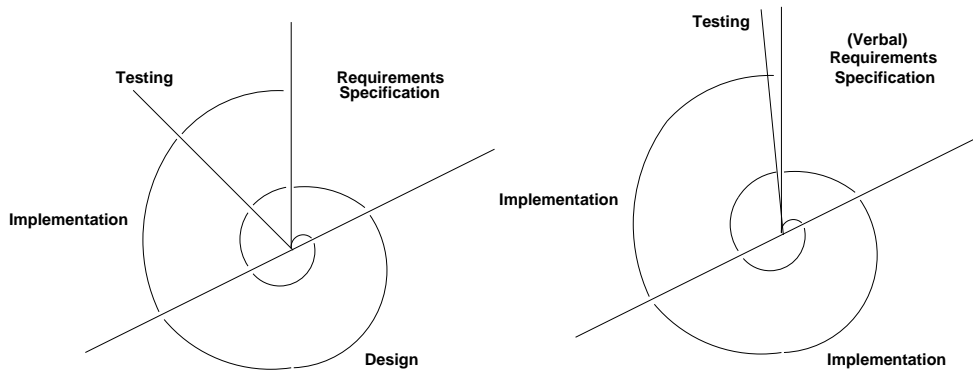 Testing
Requirements
Specification
Implementation
Design
Testing
(Verbal)
Requirements
Specification
Implementation
Implementation